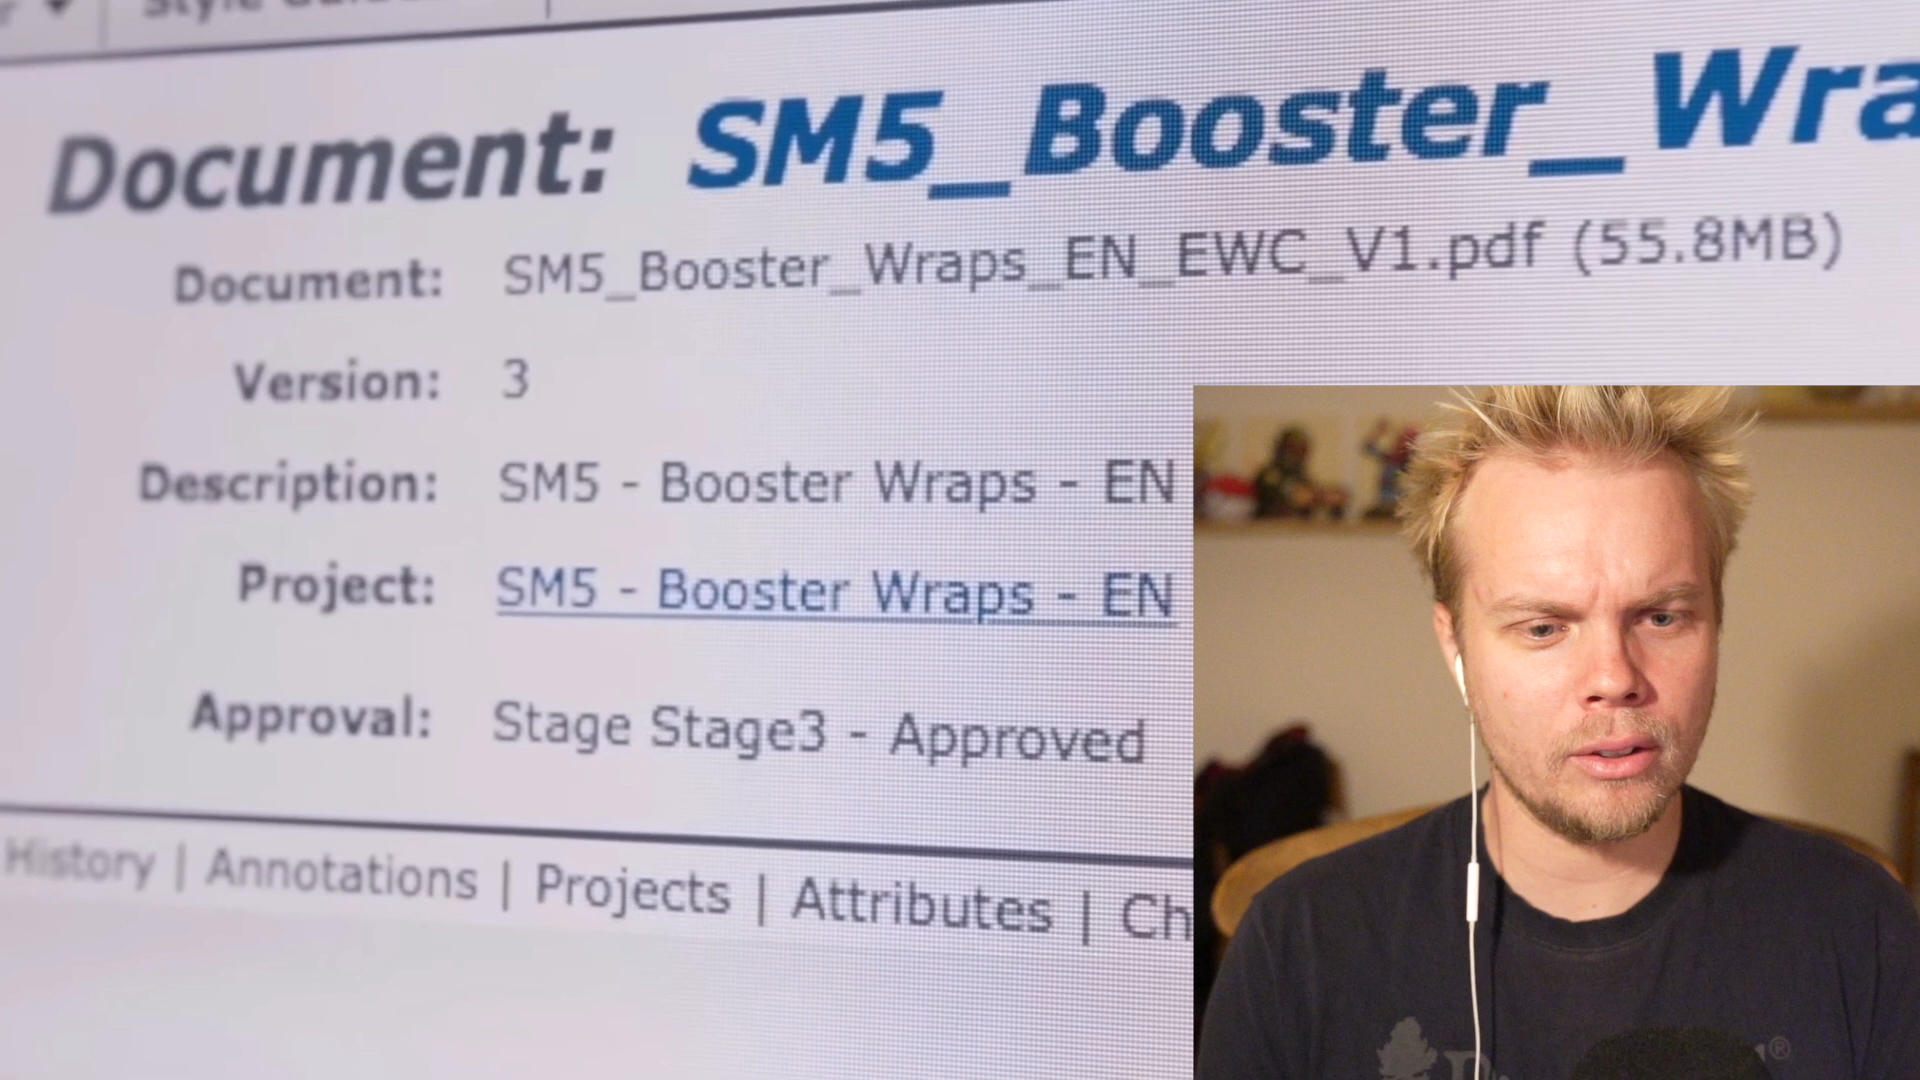 Style
Document: SM5_Booster_Wra
Document: SM5_Booster_Wraps_EN_EWC_V1.pdf (55.8MB)
Version: 3
Description: SM5 - Booster Wraps - EN
Project: SM5 - Booster Wraps - EN
Approval: Stage Stage3 - Approved
History | Annotations | Projects | Attributes | Ch
®